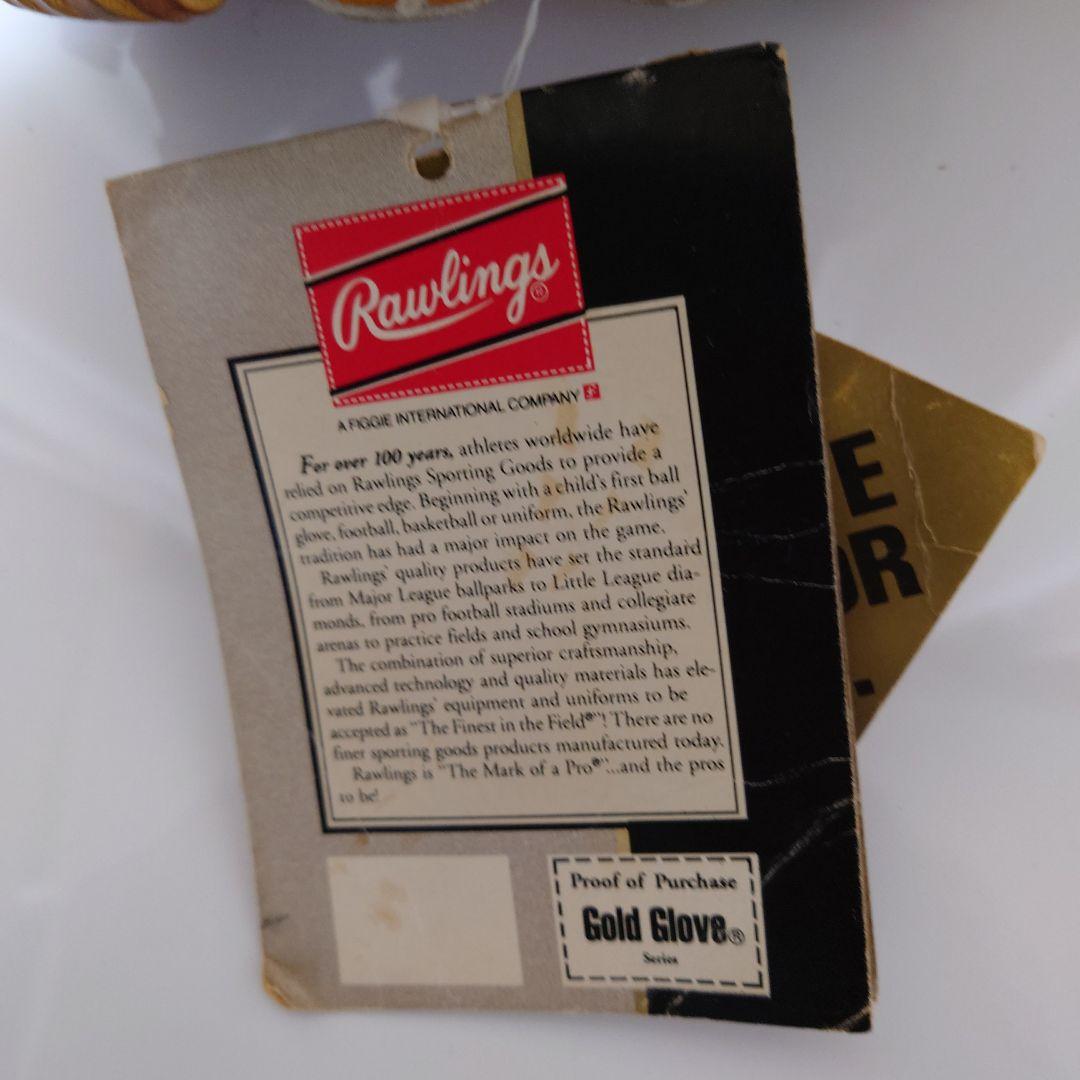 Rawlings®
A FIGGIE INTERNATIONAL COMPANY F
For over 100 years, athletes worldwide have
relied on Rawlings Sporting Goods to provide a
competitive edge. Beginning with a child's first ball
glove, football, basketball or uniform, the Rawlings'
tradition has had a major impact on the game.
Rawlings' quality products have set the standard
from Major League ballparks to Little League dia-
monds, from pro football stadiums and collegiate
arenas to practice fields and school gymnasiums.
The combination of superior craftsmanship,
advanced technology and quality materials has ele-
vated Rawlings' equipment and uniforms to be
accepted as "The Finest in the Field®"! There are no
finer sporting goods products manufactured today.
Rawlings is "The Mark of a Pro®"...and the pros
to be!
Proof of Purchase
Gold Glove®
Series
E
OR